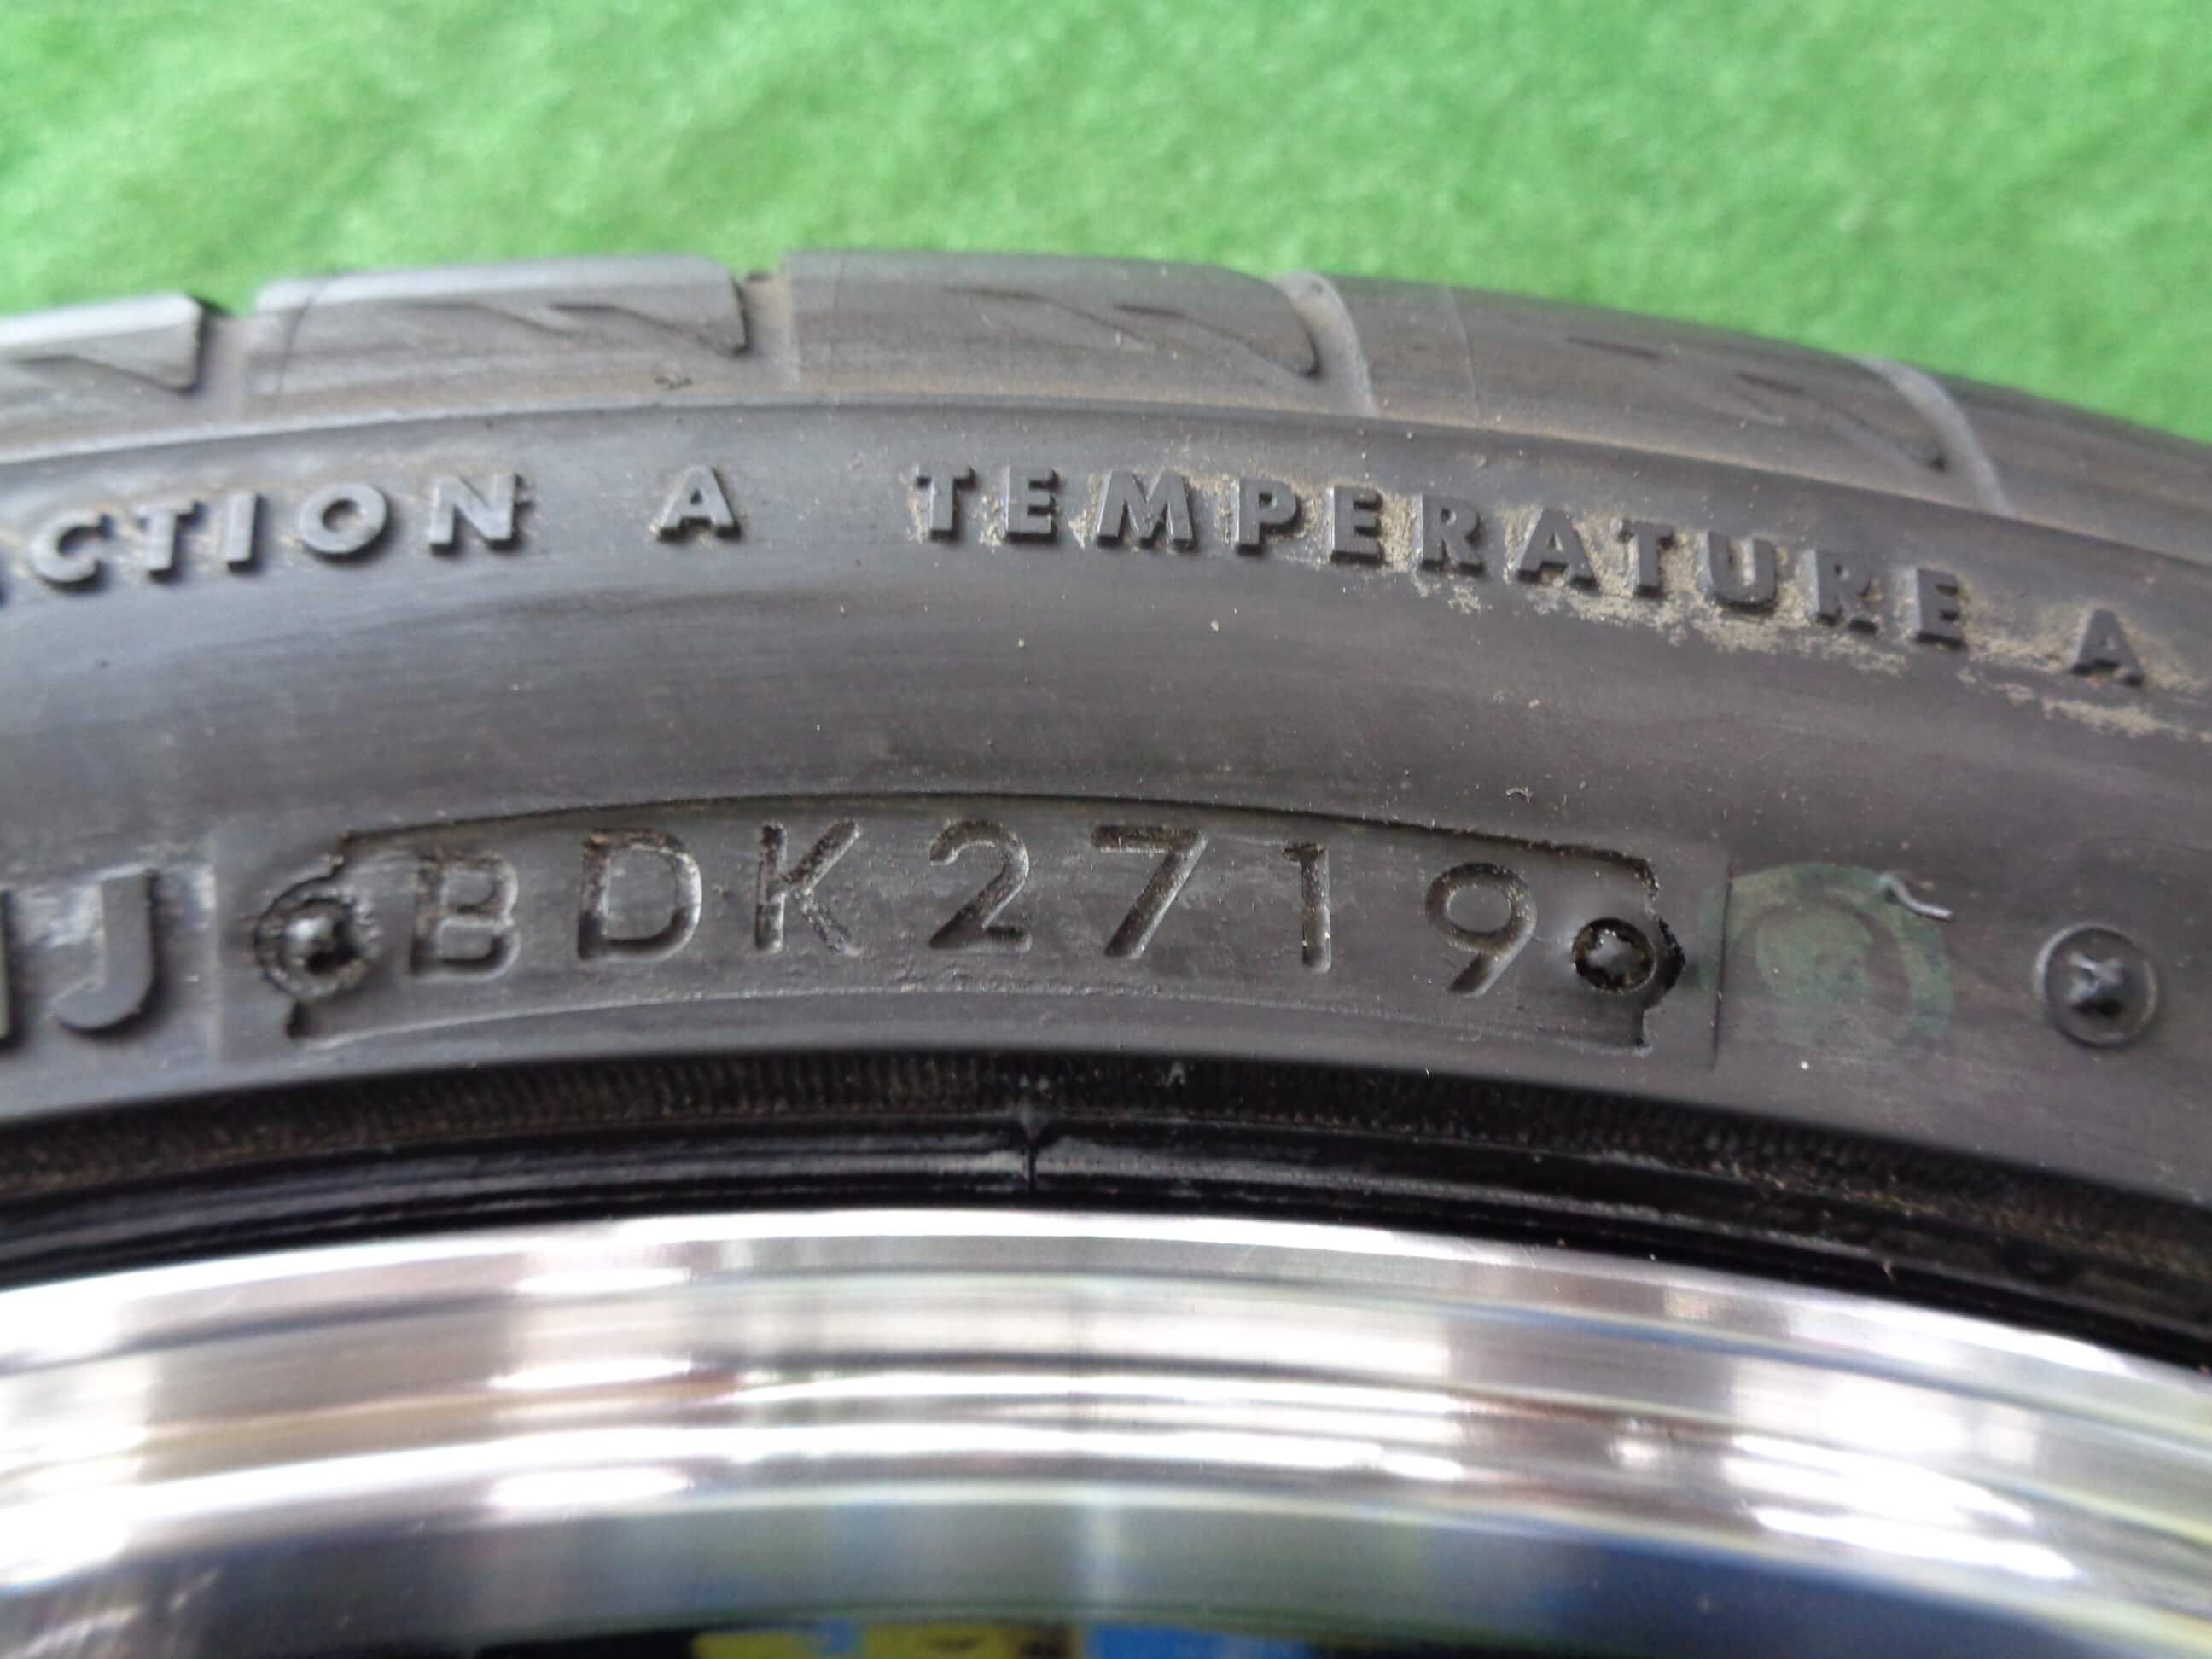 CTION A TEMPERATURE A
J BDK2719